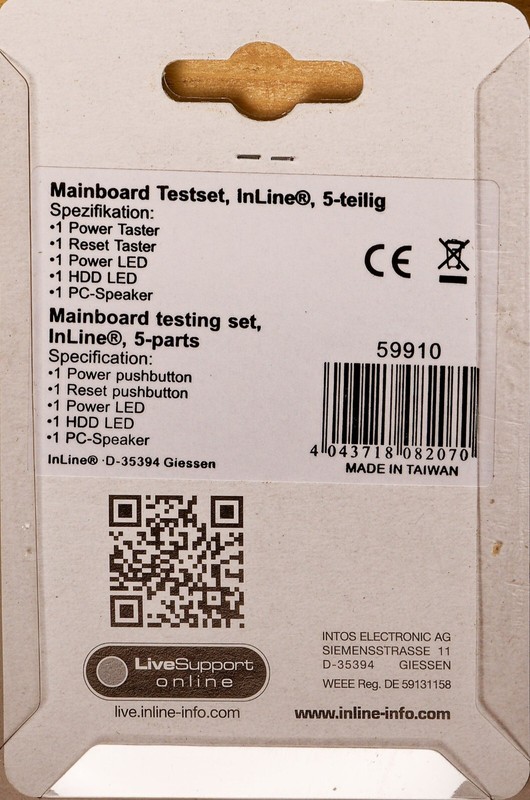 Mainboard Testset, InLine®, 5-teilig
Spezifikation:
•1 Power Taster
•1 Reset Taster
•1 Power LED
•1 HDD LED
•1 PC-Speaker
CE
Mainboard testing set,
InLine®, 5-parts
Specification:
•1 Power pushbutton
•1 Reset pushbutton
•1 Power LED
•1 HDD LED
•1 PC-Speaker
InLine® ·D-35394 Giessen
59910
4 043718 082070
MADE IN TAIWAN
LiveSupport
online
live.inline-info.com
INTOS ELECTRONIC AG
SIEMENSSTRASSE 11
D-35394 GIESSEN
WEEE Reg. DE 59131158
www.inline-info.com